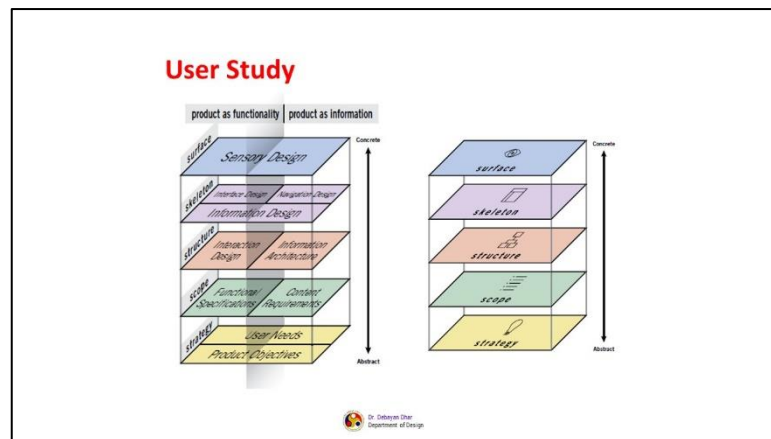 User Study
product as functionality | product as information
Concrete
surface
Sensory Design
skeleton
Interface Design
Navigation Design
Information Design
structure
Interaction Design
Information Architecture
scope
Functional Specifications
Content Requirements
strategy
User Needs
Product Objectives
Abstract
Concrete
surface
skeleton
structure
scope
strategy
Abstract
Dr. Debayan Dhar
Department of Design